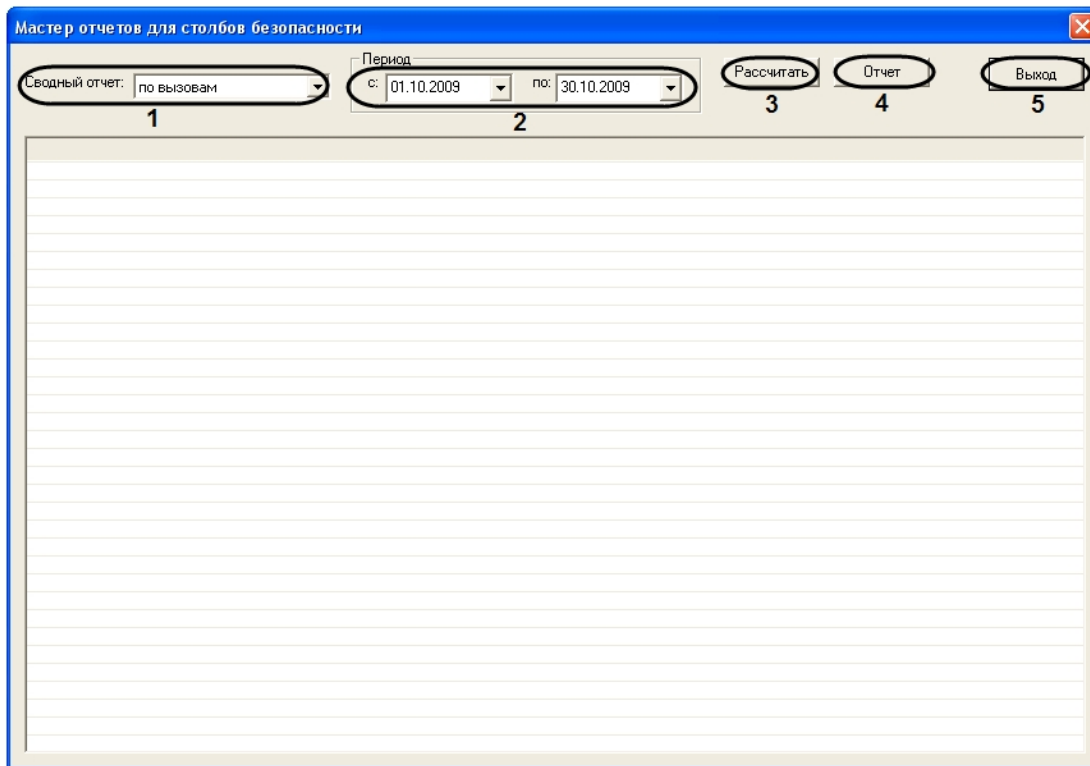 Мастер отчетов для столбов безопасности
Период
Сводный отчет: по вызовам с: 01.10.2009 по: 30.10.2009 Рассчитать Отчет Выход
1 2 3 4 5